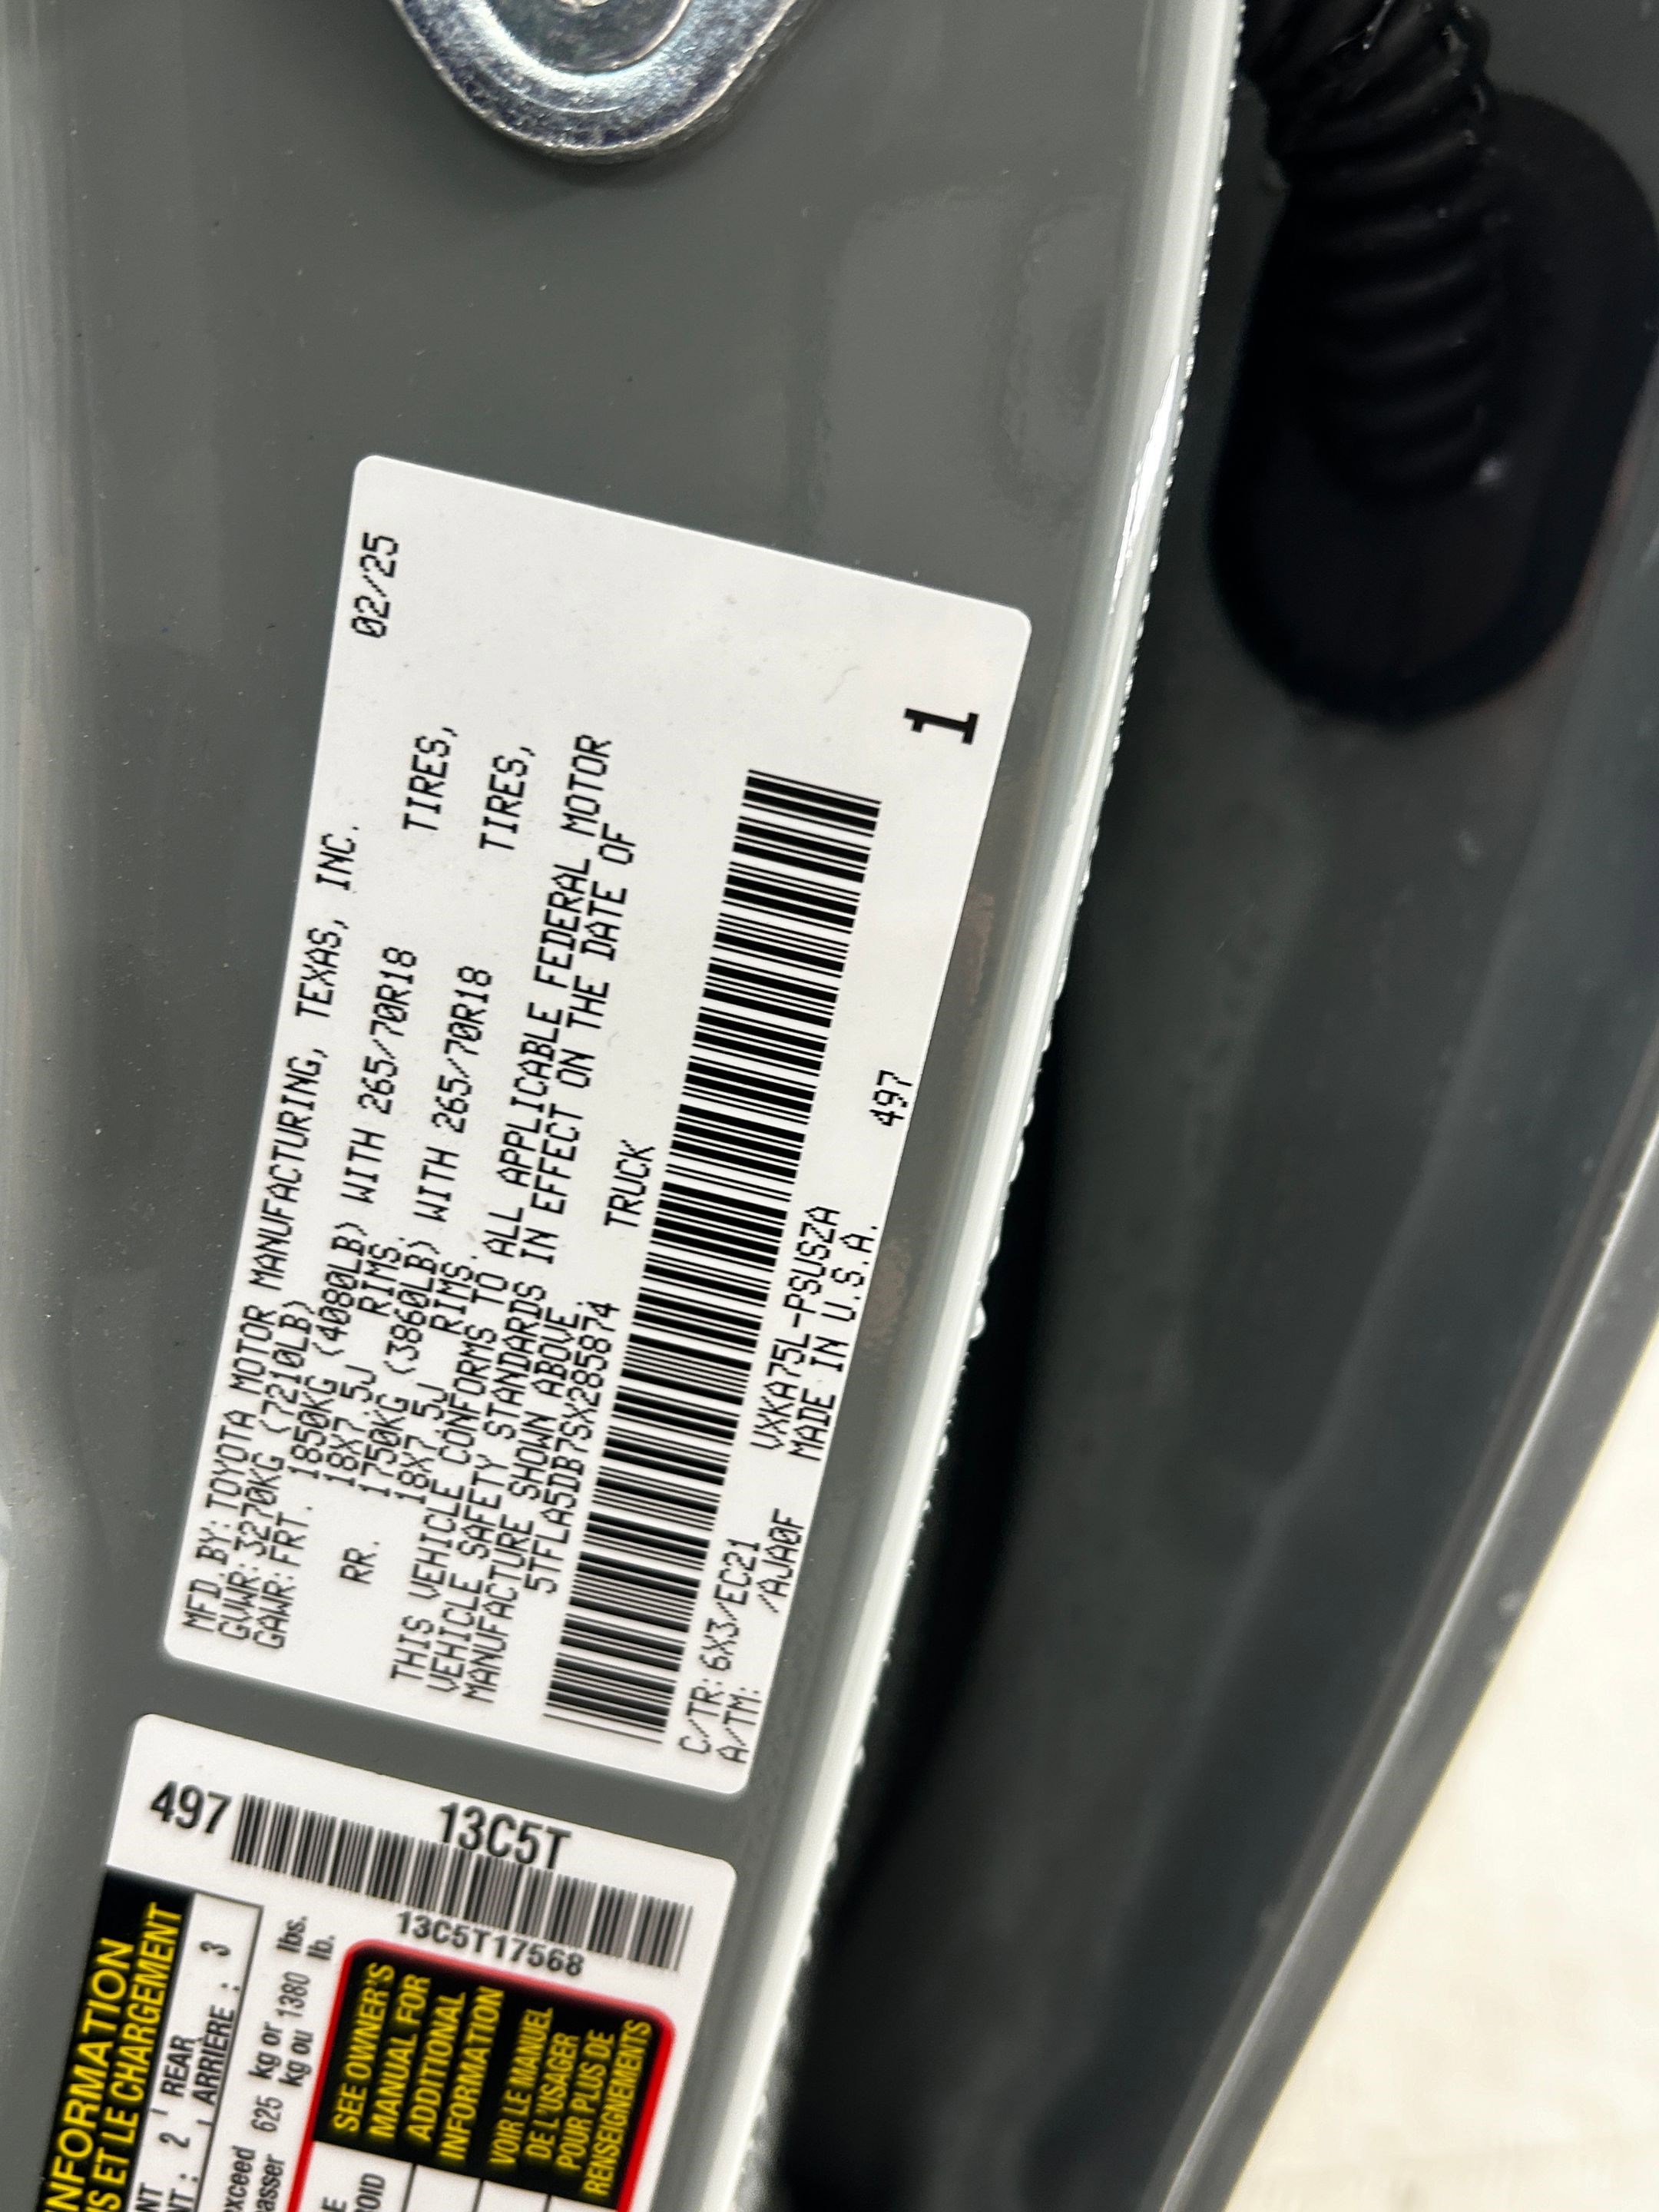 02/25
MFD.BY:TOYOTA MOTOR MANUFACTURING, TEXAS, INC.
GVWR:3270KG (7210LB)
GAWR:FRT. 1850KG (4080LB) WITH 265/70R18 TIRES,
18X7.5J RIMS.
RR. 1750KG (3860LB) WITH 265/70R18 TIRES,
18X7.5J RIMS.
THIS VEHICLE CONFORMS TO ALL APPLICABLE FEDERAL MOTOR
VEHICLE SAFETY STANDARDS IN EFFECT ON THE DATE OF
MANUFACTURE SHOWN ABOVE.
5TFLA5DB7SX285874 TRUCK
1
C/TR:6X3/EC21 VXKA75L-PSUSZA
A/TM: /AJA0F MADE IN U.S.A. 497
497
13C5T
13C5T17568
INFORMATION
ET LE CHARGEMENT
2 REAR
2 ARRIÈRE : 3
exceed 625 kg or 1380 lbs.
kg ou lb.
SEE OWNER'S
MANUAL FOR
ADDITIONAL
INFORMATION
VOIR LE MANUEL
DE L'USAGER
POUR PLUS DE
RENSEIGNEMENTS